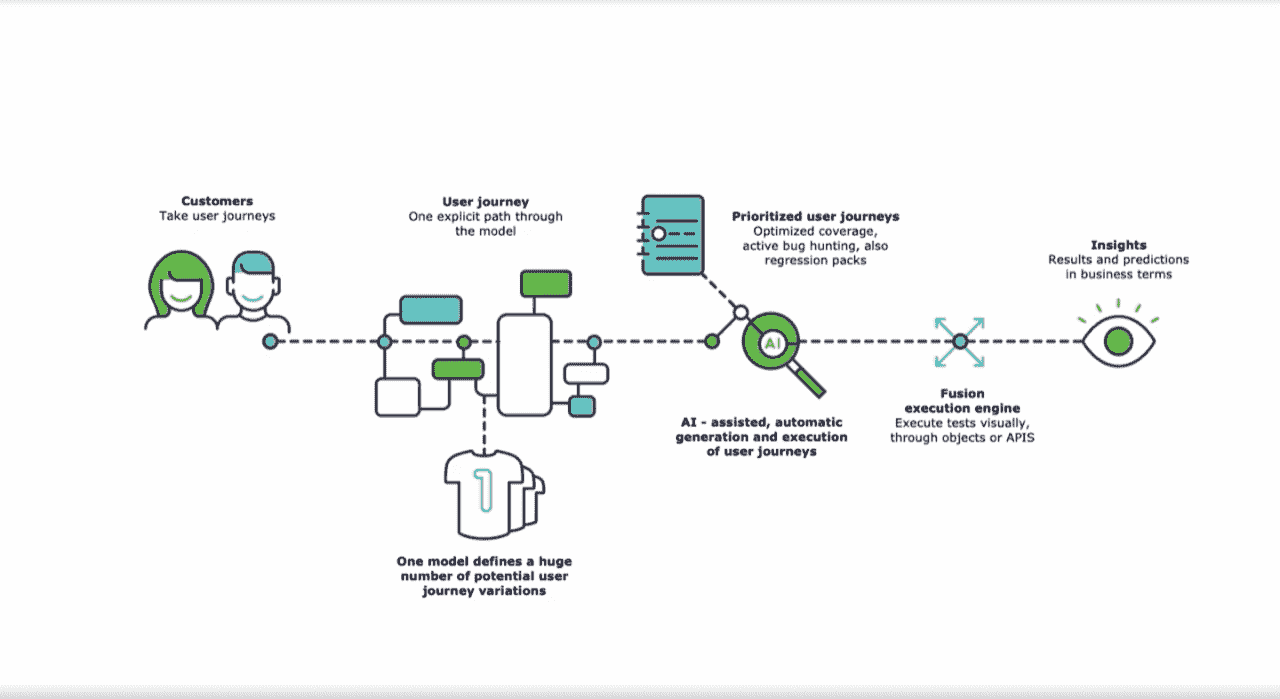 Customers
Take user journeys
User journey
One explicit path through
the model
Prioritized user journeys
Optimized coverage,
active bug hunting, also
regression packs
Insights
Results and predictions
in business terms
AI
Fusion
execution engine
Execute tests visually,
through objects or APIS
AI - assisted, automatic
generation and execution
of user journeys
1
One model defines a huge
number of potential user
journey variations